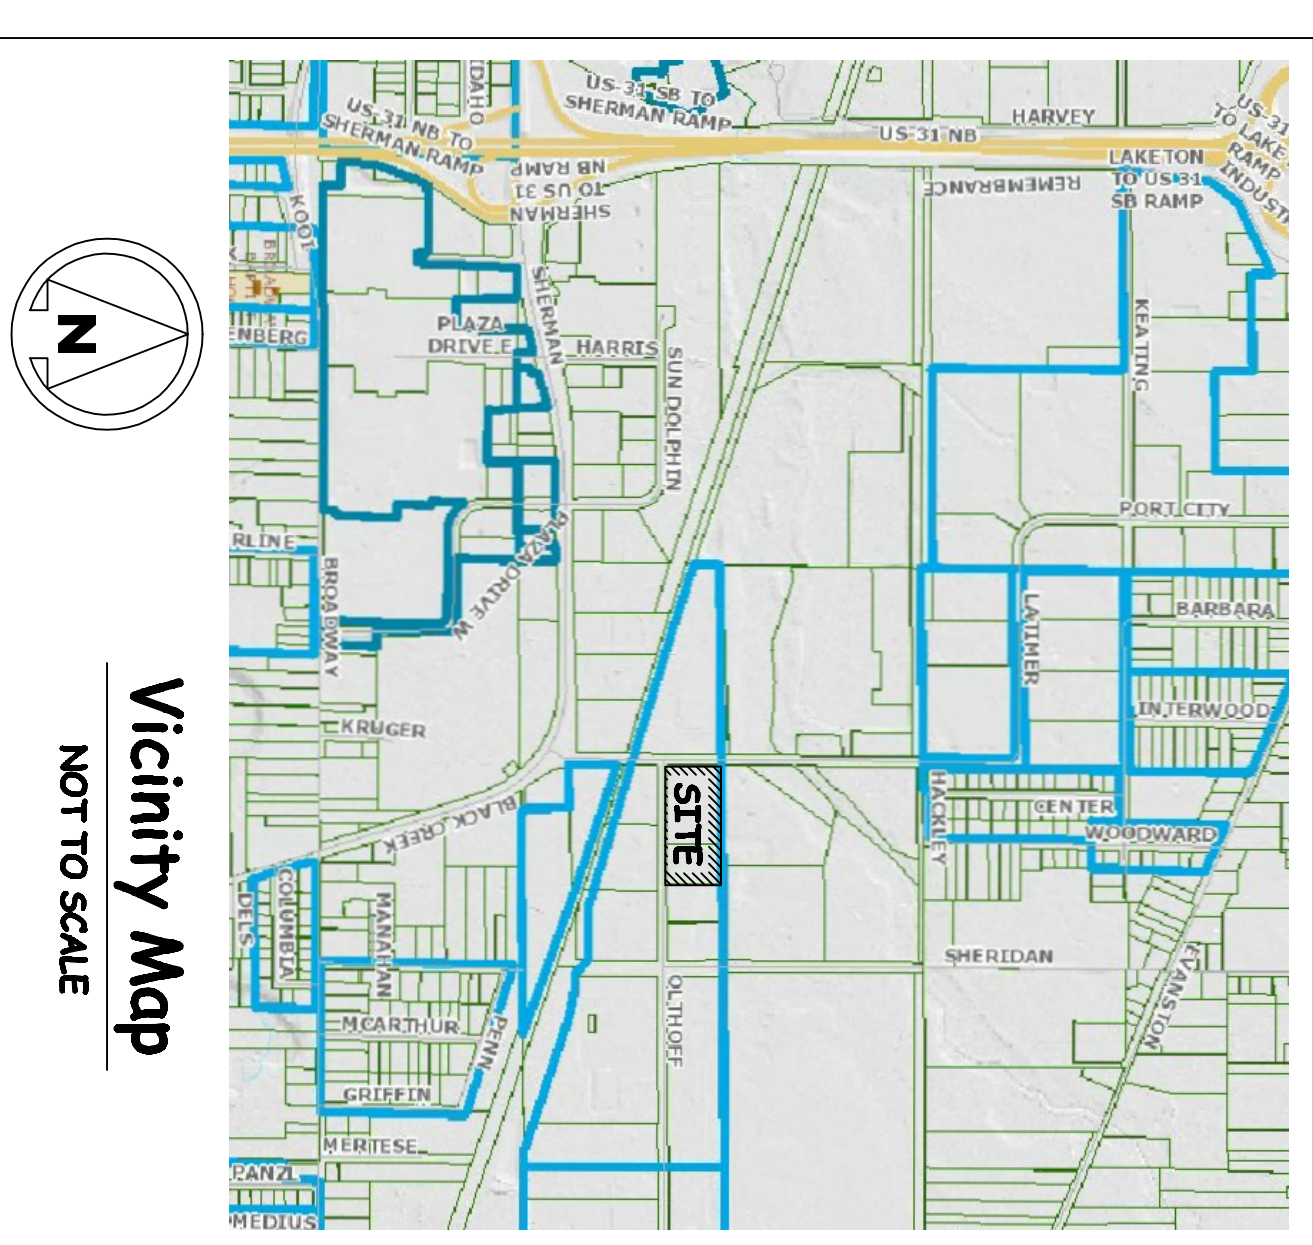 IDAHO
US-31 SB TO
SHERMAN RAMP
US-31 NB TO
SHERMAN RAMP
HARVEY
US-31 NB
US-31
TO LAKE
RAMP
INDUST
LAKETON
TO US 31
SB RAMP
SHERMAN
TO US 31
NB RAMP
REMEMBRANCE
KOOL
ENBERG
PLAZA
DRIVE E
SHERMAN
HARRIS
SUN DOLPHIN
KEATING
PORT CITY
RLINE
BROADWAY
PLAZA DRIVE W
LATIMER
BARBARA
INTERWOOD
KRUGER
BLACK CREEK
SITE
HACKLEY
CENTER
WOODWARD
DELS
COLUMBIA
MANAHAN
SHERIDAN
EVANSTON
MCARTHUR
PENN
OLTHOFF
GRIFFIN
MERTESE
PANZL
MEDIUS
N
Vicinity Map
NOT TO SCALE